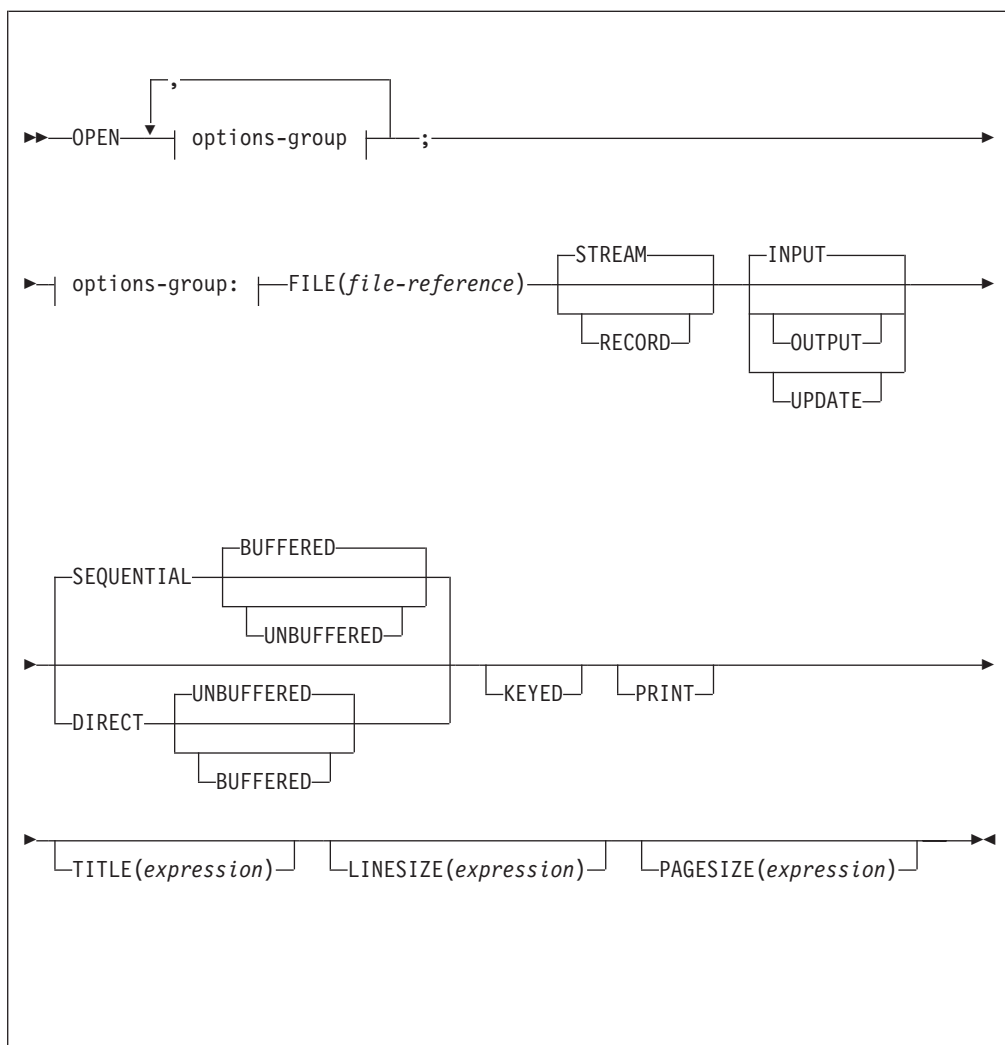 ,
OPEN options-group ;
STREAM INPUT
options-group: FILE(file-reference)
RECORD OUTPUT
UPDATE
BUFFERED
SEQUENTIAL
UNBUFFERED
KEYED PRINT
UNBUFFERED
DIRECT
BUFFERED
TITLE(expression) LINESIZE(expression) PAGESIZE(expression)